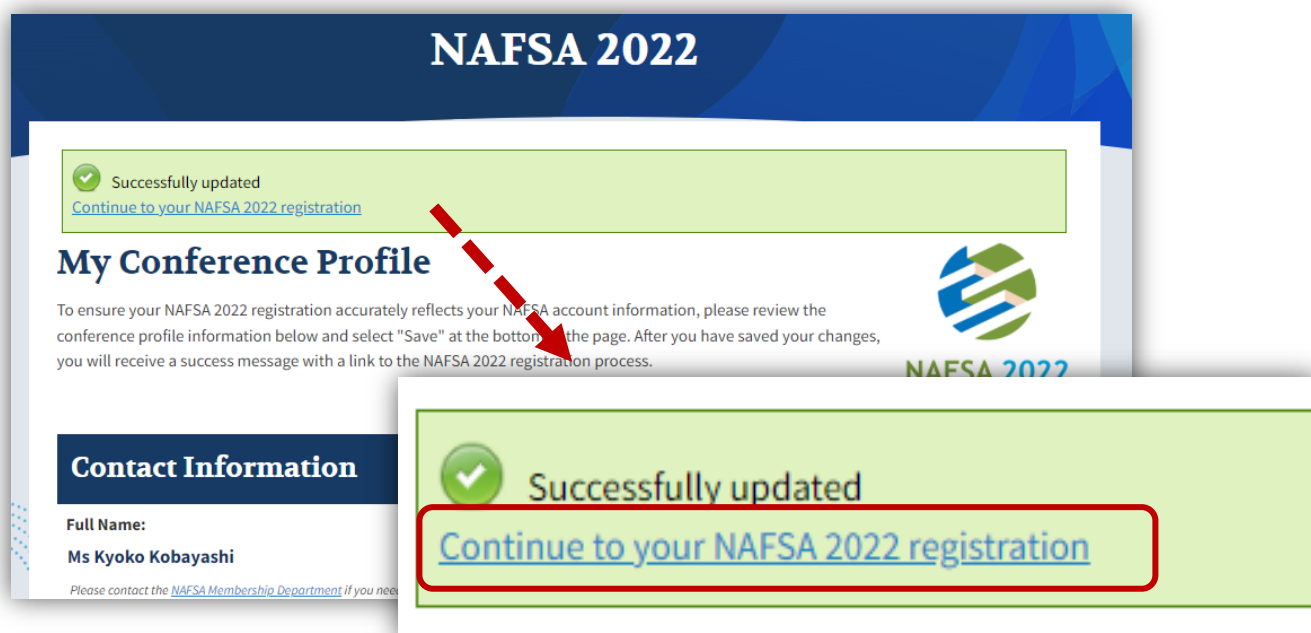 NAFSA 2022
Successfully updated
Continue to your NAFSA 2022 registration
My Conference Profile
To ensure your NAFSA 2022 registration accurately reflects your NAFSA account information, please review the
conference profile information below and select "Save" at the bottom the page. After you have saved your changes,
you will receive a success message with a link to the NAFSA 2022 registration process.
NAFSA 2022
Contact Information
Full Name:
Ms Kyoko Kobayashi
Please contact the NAFSA Membership Department if you need
Successfully updated
Continue to your NAFSA 2022 registration